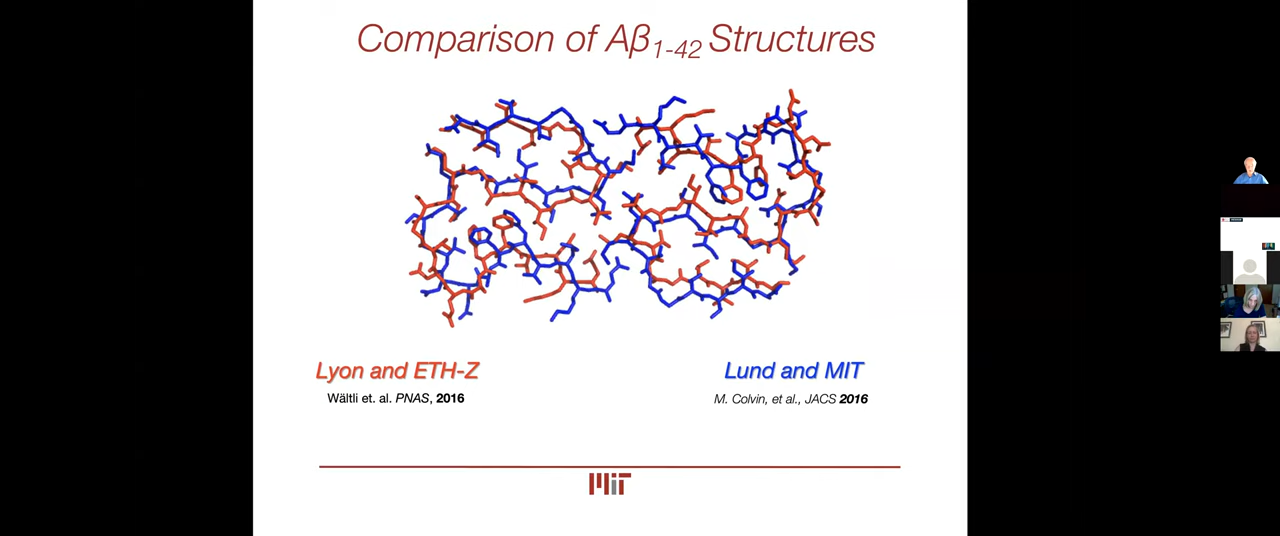 Comparison of Aβ1-42 Structures
Lyon and ETH-Z
Wältli et. al. PNAS, 2016
Lund and MIT
M. Colvin, et al., JACS 2016
MIT